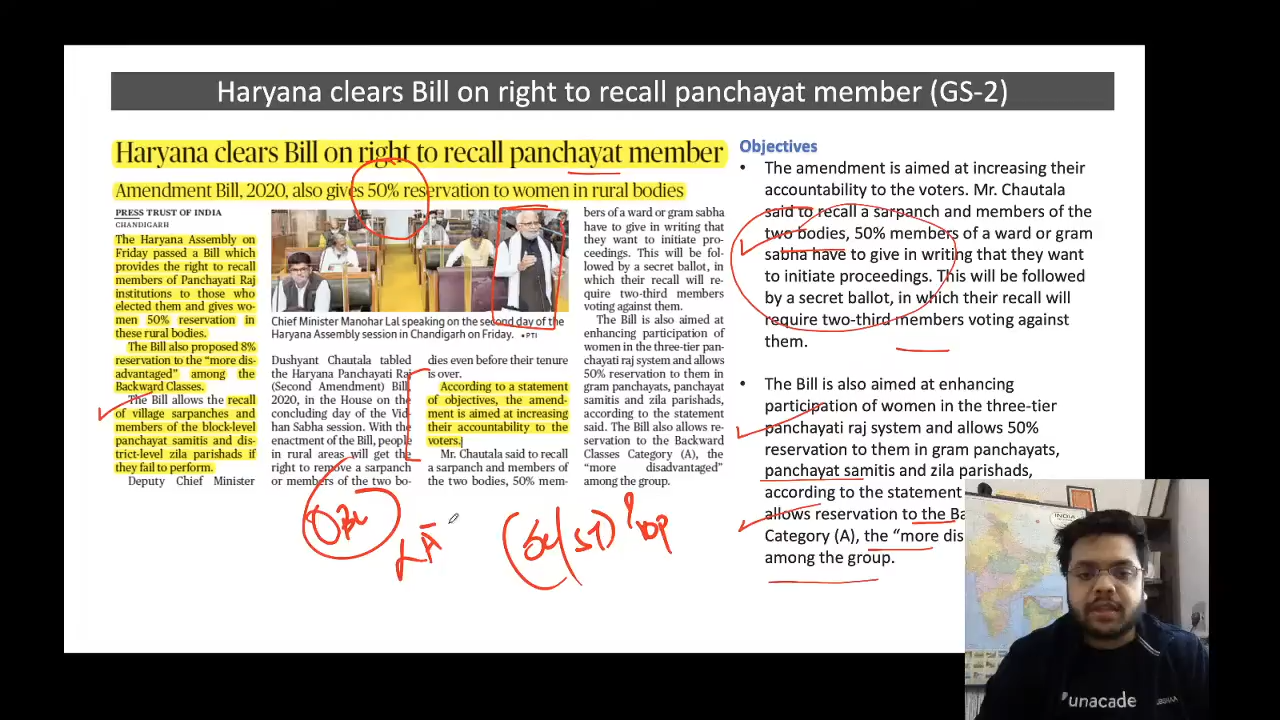 Haryana clears Bill on right to recall panchayat member (GS-2)
Haryana clears Bill on right to recall panchayat member
Amendment Bill, 2020, also gives 50% reservation to women in rural bodies
PRESS TRUST OF INDIA
CHANDIGARH
The Haryana Assembly on
Friday passed a Bill which
provides the right to recall
members of Panchayati Raj
institutions to those who
elected them and gives wo-
men 50% reservation in
these rural bodies.
The Bill also proposed 8%
reservation to the “more dis-
advantaged” among the
Backward Classes.
The Bill allows the recall
of village sarpanches and
members of the block-level
panchayat samitis and dis-
trict-level zila parishads if
they fail to perform.
Deputy Chief Minister
Chief Minister Manohar Lal speaking on the second day of the
Haryana Assembly session in Chandigarh on Friday. •PTI
Dushyant Chautala tabled
the Haryana Panchayati Raj
(Second Amendment) Bill,
2020, in the House on the
concluding day of the Vid-
han Sabha session. With the
enactment of the Bill, people
in rural areas will get the
right to remove a sarpanch
or members of the two bo-
dies even before their tenure
is over.
According to a statement
of objectives, the amend-
ment is aimed at increasing
their accountability to the
voters.
Mr. Chautala said to recall
a sarpanch and members of
the two bodies, 50% mem-
bers of a ward or gram sabha
have to give in writing that
they want to initiate pro-
ceedings. This will be fol-
lowed by a secret ballot, in
which their recall will re-
quire two-third members
voting against them.
The Bill is also aimed at
enhancing participation of
women in the three-tier pan-
chayati raj system and allows
50% reservation to them in
gram panchayats, panchayat
samitis and zila parishads,
according to the statement
said. The Bill also allows re-
servation to the Backward
Classes Category (A), the
“more disadvantaged”
among the group.
Objectives
• The amendment is aimed at increasing their
accountability to the voters. Mr. Chautala
said to recall a sarpanch and members of the
two bodies, 50% members of a ward or gram
sabha have to give in writing that they want
to initiate proceedings. This will be followed
by a secret ballot, in which their recall will
require two-third members voting against
them.
• The Bill is also aimed at enhancing
participation of women in the three-tier
panchayati raj system and allows 50%
reservation to them in gram panchayats,
panchayat samitis and zila parishads,
according to the statement
allows reservation to the Ba
Category (A), the “more dis
among the group.
OBC
LA
(SC/ST) Pop
INDIA
unacade